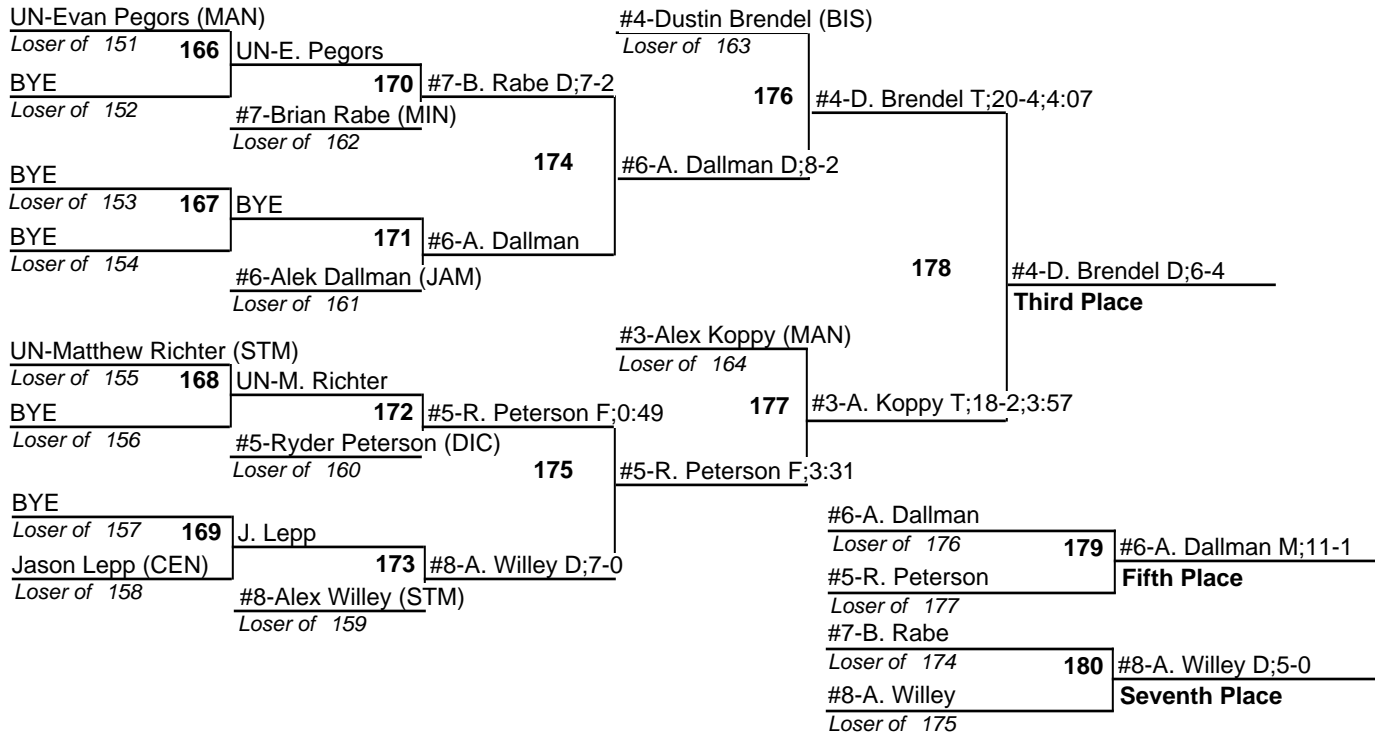 UN-Evan Pegors (MAN)
Loser of 151
166
BYE
Loser of 152
UN-E. Pegors
170
#7-Brian Rabe (MIN)
Loser of 162
#7-B. Rabe D;7-2
BYE
Loser of 153
167
BYE
Loser of 154
BYE
171
#6-Alek Dallman (JAM)
Loser of 161
#6-A. Dallman
174
#4-Dustin Brendel (BIS)
Loser of 163
176
#6-A. Dallman D;8-2
#4-D. Brendel T;20-4;4:07
UN-Matthew Richter (STM)
Loser of 155
168
BYE
Loser of 156
UN-M. Richter
172
#5-Ryder Peterson (DIC)
Loser of 160
#5-R. Peterson F;0:49
BYE
Loser of 157
169
Jason Lepp (CEN)
Loser of 158
J. Lepp
173
#8-Alex Willey (STM)
Loser of 159
#8-A. Willey D;7-0
175
#3-Alex Koppy (MAN)
Loser of 164
177
#5-R. Peterson F;3:31
#3-A. Koppy T;18-2;3:57
178
#4-D. Brendel D;6-4
Third Place
#6-A. Dallman
Loser of 176
179
#5-R. Peterson
Loser of 177
#6-A. Dallman M;11-1
Fifth Place
#7-B. Rabe
Loser of 174
180
#8-A. Willey
Loser of 175
#8-A. Willey D;5-0
Seventh Place